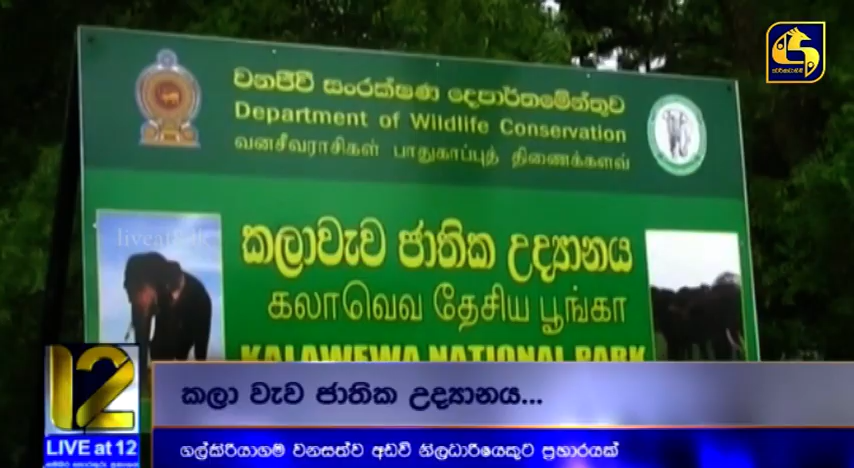 වනජීවී සංරක්ෂණ දෙපාර්තමේන්තුව
Department of Wildlife Conservation
வனசீவராசிகள் பாதுகாப்புத் திணைக்களம்
කලාවැව ජාතික උද්‍යානය
கலாவெவ தேசிய பூங்கா
KALAWEWA NATIONAL PARK
12
LIVE at 12
කලා වැව ජාතික උද්‍යානය...
ගල්කිරියාගම වනසත්ව අඩවි නිලධාරියෙකුට ප්‍රහාරයක්